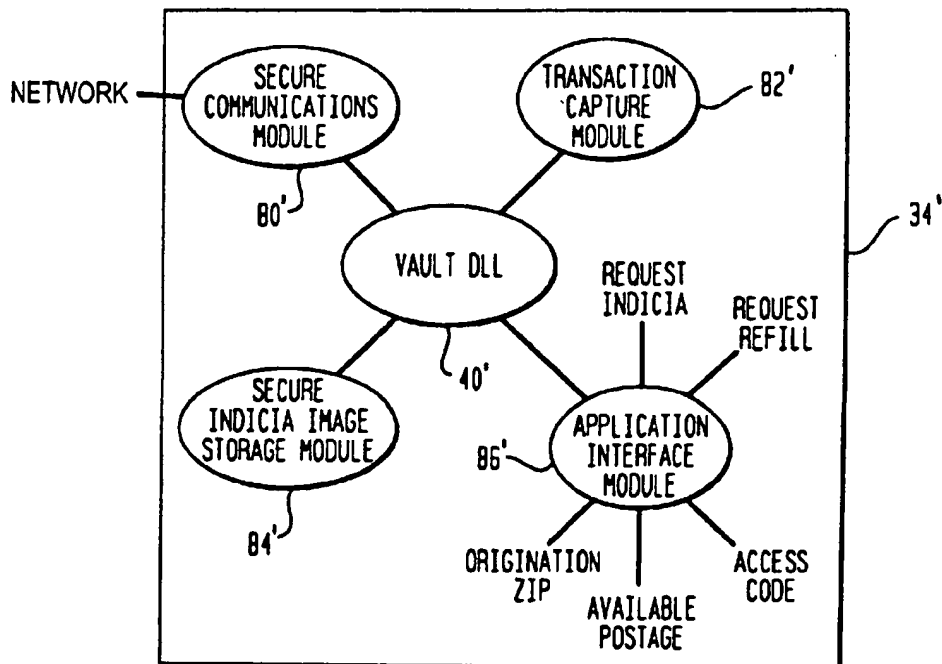 NETWORK
SECURE
COMMUNICATIONS
MODULE
80'
TRANSACTION
CAPTURE
MODULE
82'
34'
VAULT DLL
40'
REQUEST
INDICIA
REQUEST
REFILL
SECURE
INDICIA IMAGE
STORAGE MODULE
84'
86'
APPLICATION
INTERFACE
MODULE
ORIGINATION
ZIP
AVAILABLE
POSTAGE
ACCESS
CODE